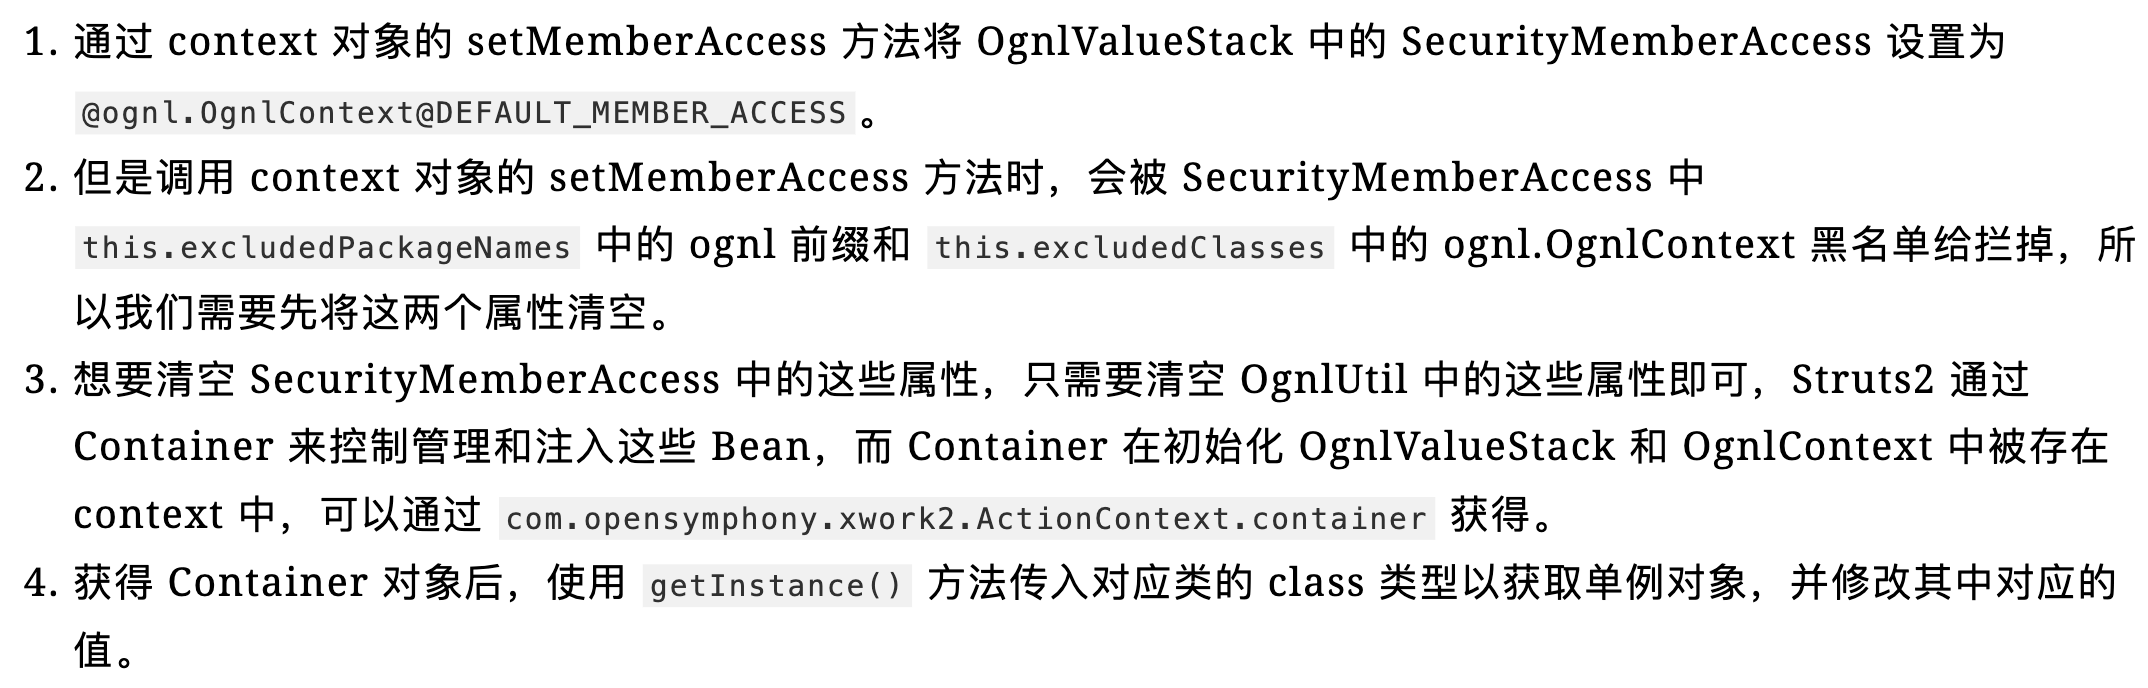 1. 通过 context 对象的 setMemberAccess 方法将 OgnlValueStack 中的 SecurityMemberAccess 设置为
@ognl.OgnlContext@DEFAULT_MEMBER_ACCESS。
2. 但是调用 context 对象的 setMemberAccess 方法时，会被 SecurityMemberAccess 中
this.excludedPackageNames 中的 ognl 前缀和 this.excludedClasses 中的 ognl.OgnlContext 黑名单给拦掉，所
以我们需要先将这两个属性清空。
3. 想要清空 SecurityMemberAccess 中的这些属性，只需要清空 OgnlUtil 中的这些属性即可，Struts2 通过
Container 来控制管理和注入这些 Bean，而 Container 在初始化 OgnlValueStack 和 OgnlContext 中被存在
context 中，可以通过 com.opensymphony.xwork2.ActionContext.container 获得。
4. 获得 Container 对象后，使用 getInstance() 方法传入对应类的 class 类型以获取单例对象，并修改其中对应的
值。